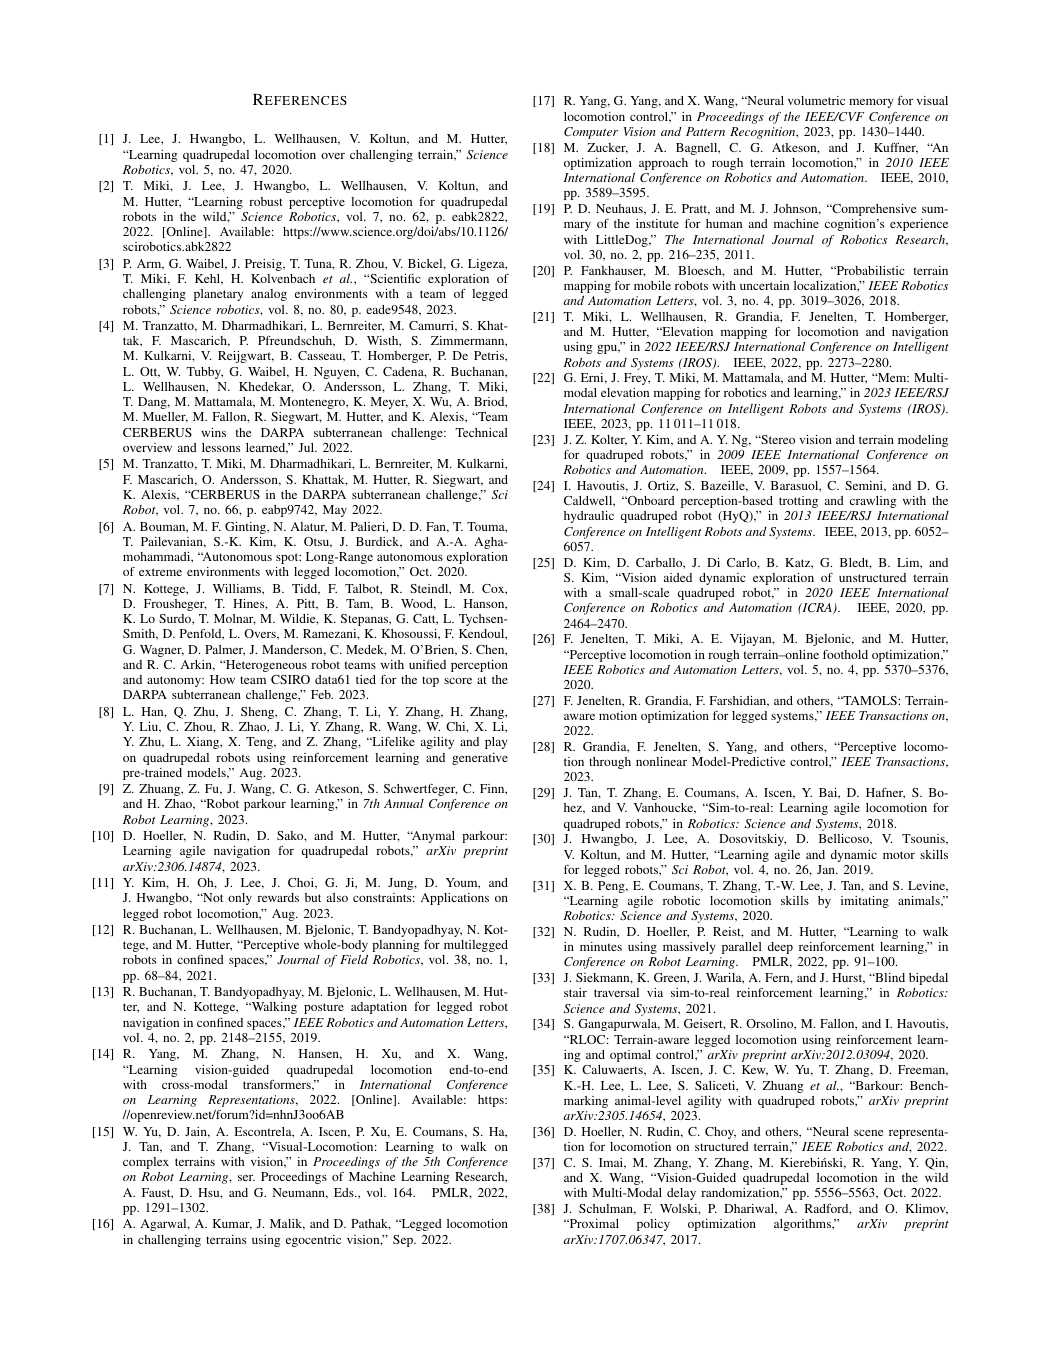 REFERENCES
[1] J. Lee, J. Hwangbo, L. Wellhausen, V. Koltun, and M. Hutter,
“Learning quadrupedal locomotion over challenging terrain,” Science
Robotics, vol. 5, no. 47, 2020.
[2] T. Miki, J. Lee, J. Hwangbo, L. Wellhausen, V. Koltun, and
M. Hutter, “Learning robust perceptive locomotion for quadrupedal
robots in the wild,” Science Robotics, vol. 7, no. 62, p. eabk2822,
2022. [Online]. Available: https://www.science.org/doi/abs/10.1126/
scirobotics.abk2822
[3] P. Arm, G. Waibel, J. Preisig, T. Tuna, R. Zhou, V. Bickel, G. Ligeza,
T. Miki, F. Kehl, H. Kolvenbach et al., “Scientific exploration of
challenging planetary analog environments with a team of legged
robots,” Science robotics, vol. 8, no. 80, p. eade9548, 2023.
[4] M. Tranzatto, M. Dharmadhikari, L. Bernreiter, M. Camurri, S. Khat-
tak, F. Mascarich, P. Pfreundschuh, D. Wisth, S. Zimmermann,
M. Kulkarni, V. Reijgwart, B. Casseau, T. Homberger, P. De Petris,
L. Ott, W. Tubby, G. Waibel, H. Nguyen, C. Cadena, R. Buchanan,
L. Wellhausen, N. Khedekar, O. Andersson, L. Zhang, T. Miki,
T. Dang, M. Mattamala, M. Montenegro, K. Meyer, X. Wu, A. Briod,
M. Mueller, M. Fallon, R. Siegwart, M. Hutter, and K. Alexis, “Team
CERBERUS wins the DARPA subterranean challenge: Technical
overview and lessons learned,” Jul. 2022.
[5] M. Tranzatto, T. Miki, M. Dharmadhikari, L. Bernreiter, M. Kulkarni,
F. Mascarich, O. Andersson, S. Khattak, M. Hutter, R. Siegwart, and
K. Alexis, “CERBERUS in the DARPA subterranean challenge,” Sci
Robot, vol. 7, no. 66, p. eabp9742, May 2022.
[6] A. Bouman, M. F. Ginting, N. Alatur, M. Palieri, D. D. Fan, T. Touma,
T. Pailevanian, S.-K. Kim, K. Otsu, J. Burdick, and A.-A. Agha-
mohammadi, “Autonomous spot: Long-Range autonomous exploration
of extreme environments with legged locomotion,” Oct. 2020.
[7] N. Kottege, J. Williams, B. Tidd, F. Talbot, R. Steindl, M. Cox,
D. Frousheger, T. Hines, A. Pitt, B. Tam, B. Wood, L. Hanson,
K. Lo Surdo, T. Molnar, M. Wildie, K. Stepanas, G. Catt, L. Tychsen-
Smith, D. Penfold, L. Overs, M. Ramezani, K. Khosoussi, F. Kendoul,
G. Wagner, D. Palmer, J. Manderson, C. Medek, M. O’Brien, S. Chen,
and R. C. Arkin, “Heterogeneous robot teams with unified perception
and autonomy: How team CSIRO data61 tied for the top score at the
DARPA subterranean challenge,” Feb. 2023.
[8] L. Han, Q. Zhu, J. Sheng, C. Zhang, T. Li, Y. Zhang, H. Zhang,
Y. Liu, C. Zhou, R. Zhao, J. Li, Y. Zhang, R. Wang, W. Chi, X. Li,
Y. Zhu, L. Xiang, X. Teng, and Z. Zhang, “Lifelike agility and play
on quadrupedal robots using reinforcement learning and generative
pre-trained models,” Aug. 2023.
[9] Z. Zhuang, Z. Fu, J. Wang, C. G. Atkeson, S. Schwertfeger, C. Finn,
and H. Zhao, “Robot parkour learning,” in 7th Annual Conference on
Robot Learning, 2023.
[10] D. Hoeller, N. Rudin, D. Sako, and M. Hutter, “Anymal parkour:
Learning agile navigation for quadrupedal robots,” arXiv preprint
arXiv:2306.14874, 2023.
[11] Y. Kim, H. Oh, J. Lee, J. Choi, G. Ji, M. Jung, D. Youm, and
J. Hwangbo, “Not only rewards but also constraints: Applications on
legged robot locomotion,” Aug. 2023.
[12] R. Buchanan, L. Wellhausen, M. Bjelonic, T. Bandyopadhyay, N. Kot-
tege, and M. Hutter, “Perceptive whole-body planning for multilegged
robots in confined spaces,” Journal of Field Robotics, vol. 38, no. 1,
pp. 68–84, 2021.
[13] R. Buchanan, T. Bandyopadhyay, M. Bjelonic, L. Wellhausen, M. Hut-
ter, and N. Kottege, “Walking posture adaptation for legged robot
navigation in confined spaces,” IEEE Robotics and Automation Letters,
vol. 4, no. 2, pp. 2148–2155, 2019.
[14] R. Yang, M. Zhang, N. Hansen, H. Xu, and X. Wang,
“Learning vision-guided quadrupedal locomotion end-to-end
with cross-modal transformers,” in International Conference
on Learning Representations, 2022. [Online]. Available: https:
//openreview.net/forum?id=nhnJ3oo6AB
[15] W. Yu, D. Jain, A. Escontrela, A. Iscen, P. Xu, E. Coumans, S. Ha,
J. Tan, and T. Zhang, “Visual-Locomotion: Learning to walk on
complex terrains with vision,” in Proceedings of the 5th Conference
on Robot Learning, ser. Proceedings of Machine Learning Research,
A. Faust, D. Hsu, and G. Neumann, Eds., vol. 164. PMLR, 2022,
pp. 1291–1302.
[16] A. Agarwal, A. Kumar, J. Malik, and D. Pathak, “Legged locomotion
in challenging terrains using egocentric vision,” Sep. 2022.
[17] R. Yang, G. Yang, and X. Wang, “Neural volumetric memory for visual
locomotion control,” in Proceedings of the IEEE/CVF Conference on
Computer Vision and Pattern Recognition, 2023, pp. 1430–1440.
[18] M. Zucker, J. A. Bagnell, C. G. Atkeson, and J. Kuffner, “An
optimization approach to rough terrain locomotion,” in 2010 IEEE
International Conference on Robotics and Automation. IEEE, 2010,
pp. 3589–3595.
[19] P. D. Neuhaus, J. E. Pratt, and M. J. Johnson, “Comprehensive sum-
mary of the institute for human and machine cognition’s experience
with LittleDog,” The International Journal of Robotics Research,
vol. 30, no. 2, pp. 216–235, 2011.
[20] P. Fankhauser, M. Bloesch, and M. Hutter, “Probabilistic terrain
mapping for mobile robots with uncertain localization,” IEEE Robotics
and Automation Letters, vol. 3, no. 4, pp. 3019–3026, 2018.
[21] T. Miki, L. Wellhausen, R. Grandia, F. Jenelten, T. Homberger,
and M. Hutter, “Elevation mapping for locomotion and navigation
using gpu,” in 2022 IEEE/RSJ International Conference on Intelligent
Robots and Systems (IROS). IEEE, 2022, pp. 2273–2280.
[22] G. Erni, J. Frey, T. Miki, M. Mattamala, and M. Hutter, “Mem: Multi-
modal elevation mapping for robotics and learning,” in 2023 IEEE/RSJ
International Conference on Intelligent Robots and Systems (IROS).
IEEE, 2023, pp. 11 011–11 018.
[23] J. Z. Kolter, Y. Kim, and A. Y. Ng, “Stereo vision and terrain modeling
for quadruped robots,” in 2009 IEEE International Conference on
Robotics and Automation. IEEE, 2009, pp. 1557–1564.
[24] I. Havoutis, J. Ortiz, S. Bazeille, V. Barasuol, C. Semini, and D. G.
Caldwell, “Onboard perception-based trotting and crawling with the
hydraulic quadruped robot (HyQ),” in 2013 IEEE/RSJ International
Conference on Intelligent Robots and Systems. IEEE, 2013, pp. 6052–
6057.
[25] D. Kim, D. Carballo, J. Di Carlo, B. Katz, G. Bledt, B. Lim, and
S. Kim, “Vision aided dynamic exploration of unstructured terrain
with a small-scale quadruped robot,” in 2020 IEEE International
Conference on Robotics and Automation (ICRA). IEEE, 2020, pp.
2464–2470.
[26] F. Jenelten, T. Miki, A. E. Vijayan, M. Bjelonic, and M. Hutter,
“Perceptive locomotion in rough terrain–online foothold optimization,”
IEEE Robotics and Automation Letters, vol. 5, no. 4, pp. 5370–5376,
2020.
[27] F. Jenelten, R. Grandia, F. Farshidian, and others, “TAMOLS: Terrain-
aware motion optimization for legged systems,” IEEE Transactions on,
2022.
[28] R. Grandia, F. Jenelten, S. Yang, and others, “Perceptive locomo-
tion through nonlinear Model-Predictive control,” IEEE Transactions,
2023.
[29] J. Tan, T. Zhang, E. Coumans, A. Iscen, Y. Bai, D. Hafner, S. Bo-
hez, and V. Vanhoucke, “Sim-to-real: Learning agile locomotion for
quadruped robots,” in Robotics: Science and Systems, 2018.
[30] J. Hwangbo, J. Lee, A. Dosovitskiy, D. Bellicoso, V. Tsounis,
V. Koltun, and M. Hutter, “Learning agile and dynamic motor skills
for legged robots,” Sci Robot, vol. 4, no. 26, Jan. 2019.
[31] X. B. Peng, E. Coumans, T. Zhang, T.-W. Lee, J. Tan, and S. Levine,
“Learning agile robotic locomotion skills by imitating animals,”
Robotics: Science and Systems, 2020.
[32] N. Rudin, D. Hoeller, P. Reist, and M. Hutter, “Learning to walk
in minutes using massively parallel deep reinforcement learning,” in
Conference on Robot Learning. PMLR, 2022, pp. 91–100.
[33] J. Siekmann, K. Green, J. Warila, A. Fern, and J. Hurst, “Blind bipedal
stair traversal via sim-to-real reinforcement learning,” in Robotics:
Science and Systems, 2021.
[34] S. Gangapurwala, M. Geisert, R. Orsolino, M. Fallon, and I. Havoutis,
“RLOC: Terrain-aware legged locomotion using reinforcement learn-
ing and optimal control,” arXiv preprint arXiv:2012.03094, 2020.
[35] K. Caluwaerts, A. Iscen, J. C. Kew, W. Yu, T. Zhang, D. Freeman,
K.-H. Lee, L. Lee, S. Saliceti, V. Zhuang et al., “Barkour: Bench-
marking animal-level agility with quadruped robots,” arXiv preprint
arXiv:2305.14654, 2023.
[36] D. Hoeller, N. Rudin, C. Choy, and others, “Neural scene representa-
tion for locomotion on structured terrain,” IEEE Robotics and, 2022.
[37] C. S. Imai, M. Zhang, Y. Zhang, M. Kierebiński, R. Yang, Y. Qin,
and X. Wang, “Vision-Guided quadrupedal locomotion in the wild
with Multi-Modal delay randomization,” pp. 5556–5563, Oct. 2022.
[38] J. Schulman, F. Wolski, P. Dhariwal, A. Radford, and O. Klimov,
“Proximal policy optimization algorithms,” arXiv preprint
arXiv:1707.06347, 2017.